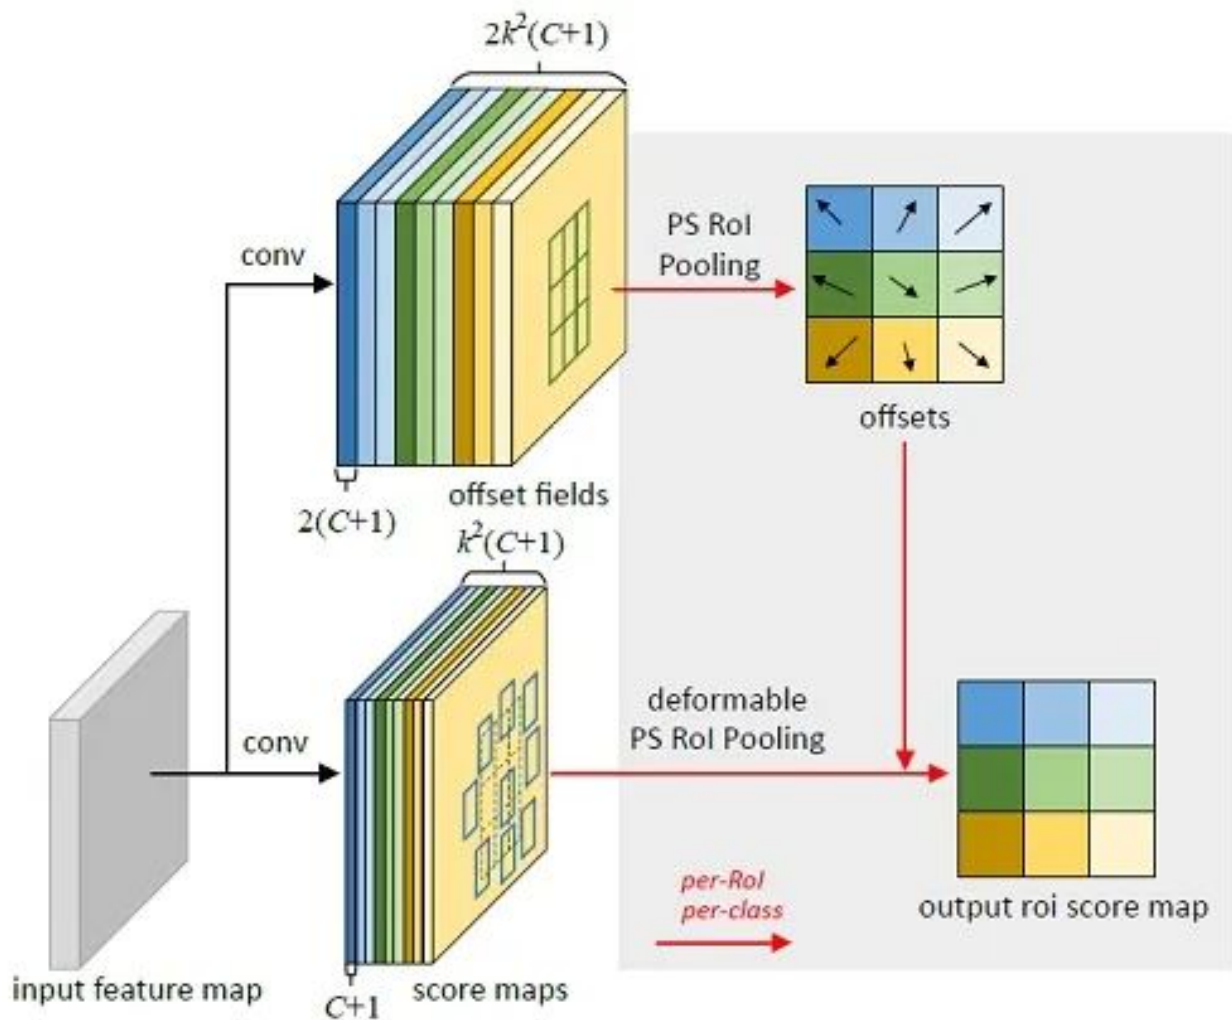 2k²(C+1)
conv
PS RoI
Pooling
offsets
offset fields
2(C+1)
k²(C+1)
conv
deformable
PS RoI Pooling
per-RoI
per-class
output roi score map
input feature map
C+1
score maps